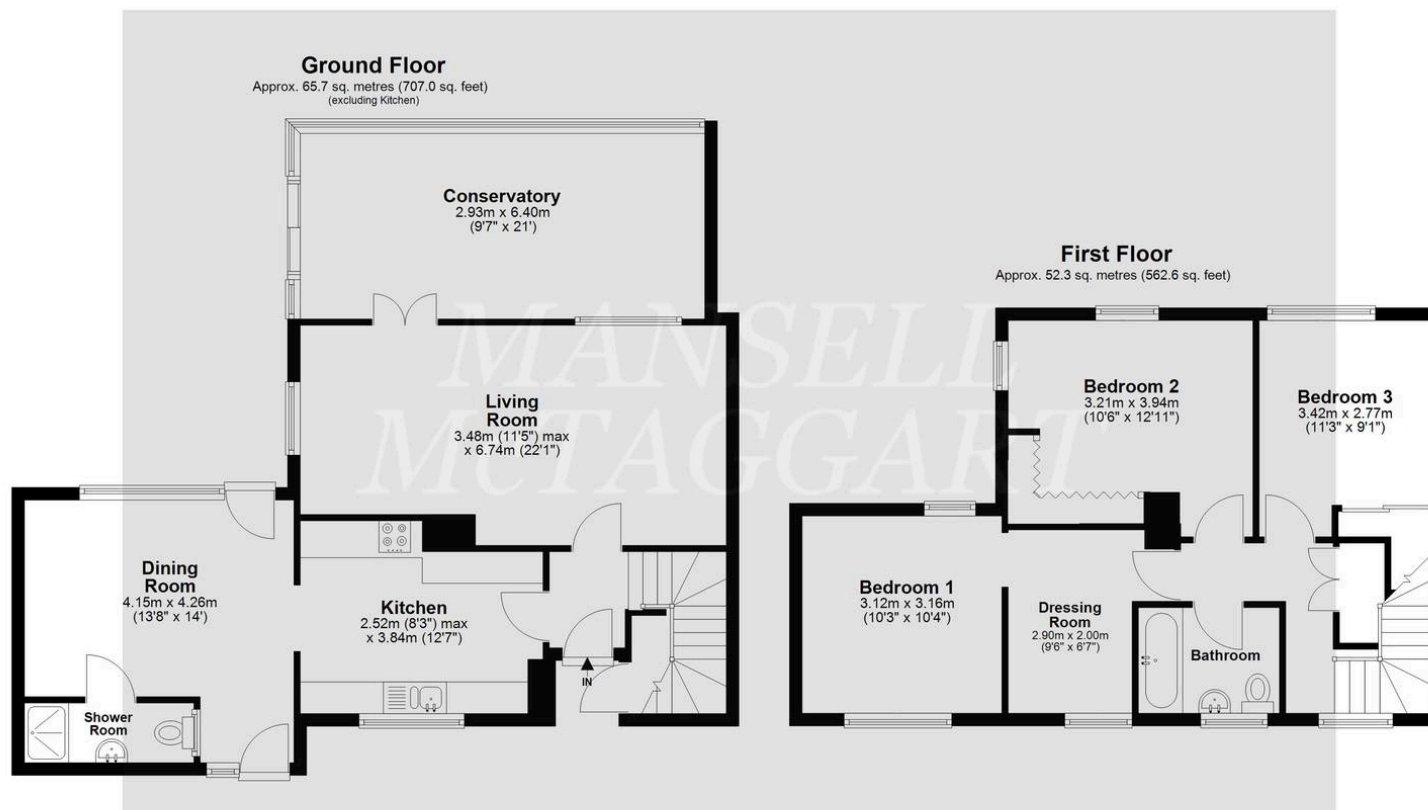 Ground Floor
Approx. 65.7 sq. metres (707.0 sq. feet)
(excluding Kitchen)
Conservatory
2.93m x 6.40m
(9'7" x 21')
Living
Room
3.48m (11'5") max
x 6.74m (22'1")
Dining
Room
4.15m x 4.26m
(13'8" x 14')
Kitchen
2.52m (8'3") max
x 3.84m (12'7")
IN
Shower
Room
First Floor
Approx. 52.3 sq. metres (562.6 sq. feet)
Bedroom 2
3.21m x 3.94m
(10'6" x 12'11")
Bedroom 3
3.42m x 2.77m
(11'3" x 9'1")
Bedroom 1
3.12m x 3.16m
(10'3" x 10'4")
Dressing
Room
2.90m x 2.00m
(9'6" x 6'7")
Bathroom
MANSELL
McTAGGART